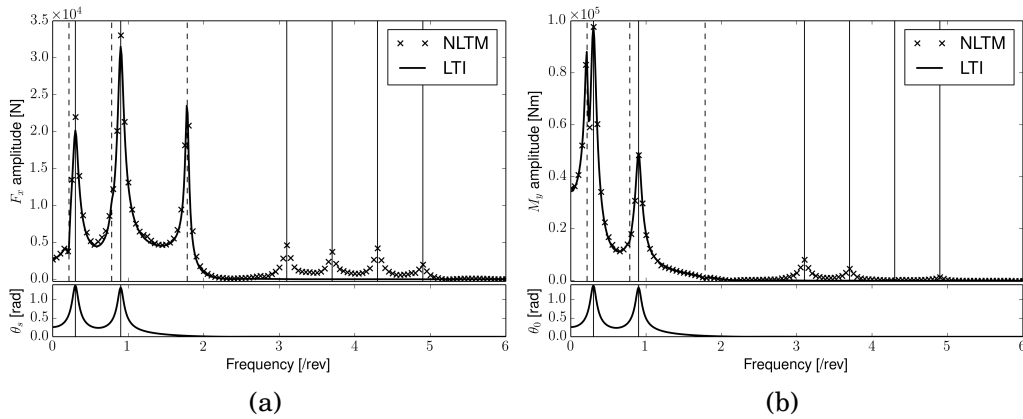 ×10⁴
3.5
3.0
2.5
2.0
1.5
1.0
0.5
0.0
F_x amplitude [N]
NLTM
LTI
1.0
0.5
0.0
θ_s [rad]
0 1 2 3 4 5 6
Frequency [/rev]
(a)
×10⁵
1.0
0.8
0.6
0.4
0.2
0.0
M_y amplitude [Nm]
NLTM
LTI
1.0
0.5
0.0
θ_0 [rad]
0 1 2 3 4 5 6
Frequency [/rev]
(b)